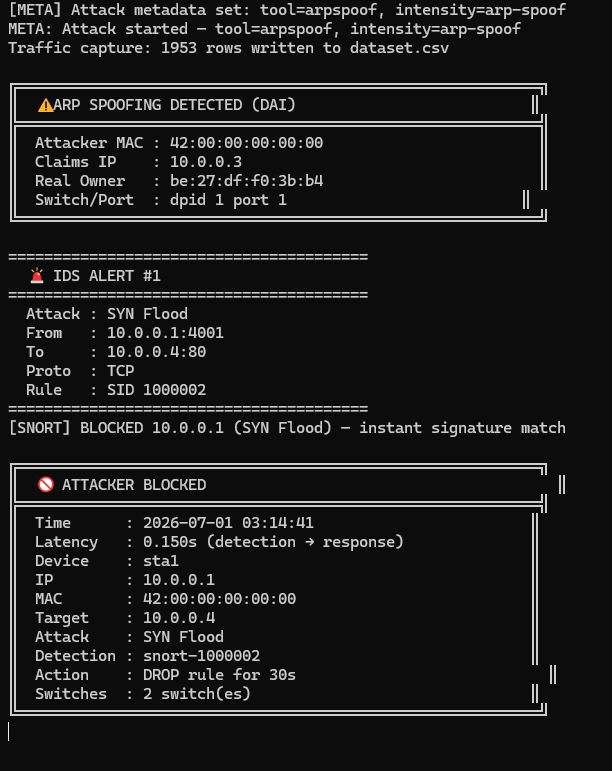 [META] Attack metadata set: tool=arpspoof, intensity=arp-spoof
META: Attack started — tool=arpspoof, intensity=arp-spoof
Traffic capture: 1953 rows written to dataset.csv
⚠️ARP SPOOFING DETECTED (DAI)
Attacker MAC : 42:00:00:00:00:00
Claims IP    : 10.0.0.3
Real Owner   : be:27:df:f0:3b:b4
Switch/Port  : dpid 1 port 1
========================================
🚨 IDS ALERT #1
========================================
Attack : SYN Flood
From   : 10.0.0.1:4001
To     : 10.0.0.4:80
Proto  : TCP
Rule   : SID 1000002
========================================
[SNORT] BLOCKED 10.0.0.1 (SYN Flood) — instant signature match
🚫 ATTACKER BLOCKED
Time      : 2026-07-01 03:14:41
Latency   : 0.150s (detection → response)
Device    : sta1
IP        : 10.0.0.1
MAC       : 42:00:00:00:00:00
Target    : 10.0.0.4
Attack    : SYN Flood
Detection : snort-1000002
Action    : DROP rule for 30s
Switches  : 2 switch(es)